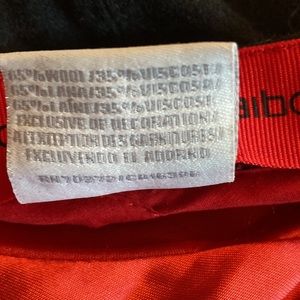 65% WOOL/35% VISCOSE/
65% LANA/35% VISCOSA/
65% LAINE/35% VISCOSE/
EXCLUSIVE OF DECORATION/
A L'EXCEPTION DES GARNITURES/
EXCLUYENDO EL ADORNO
aibo